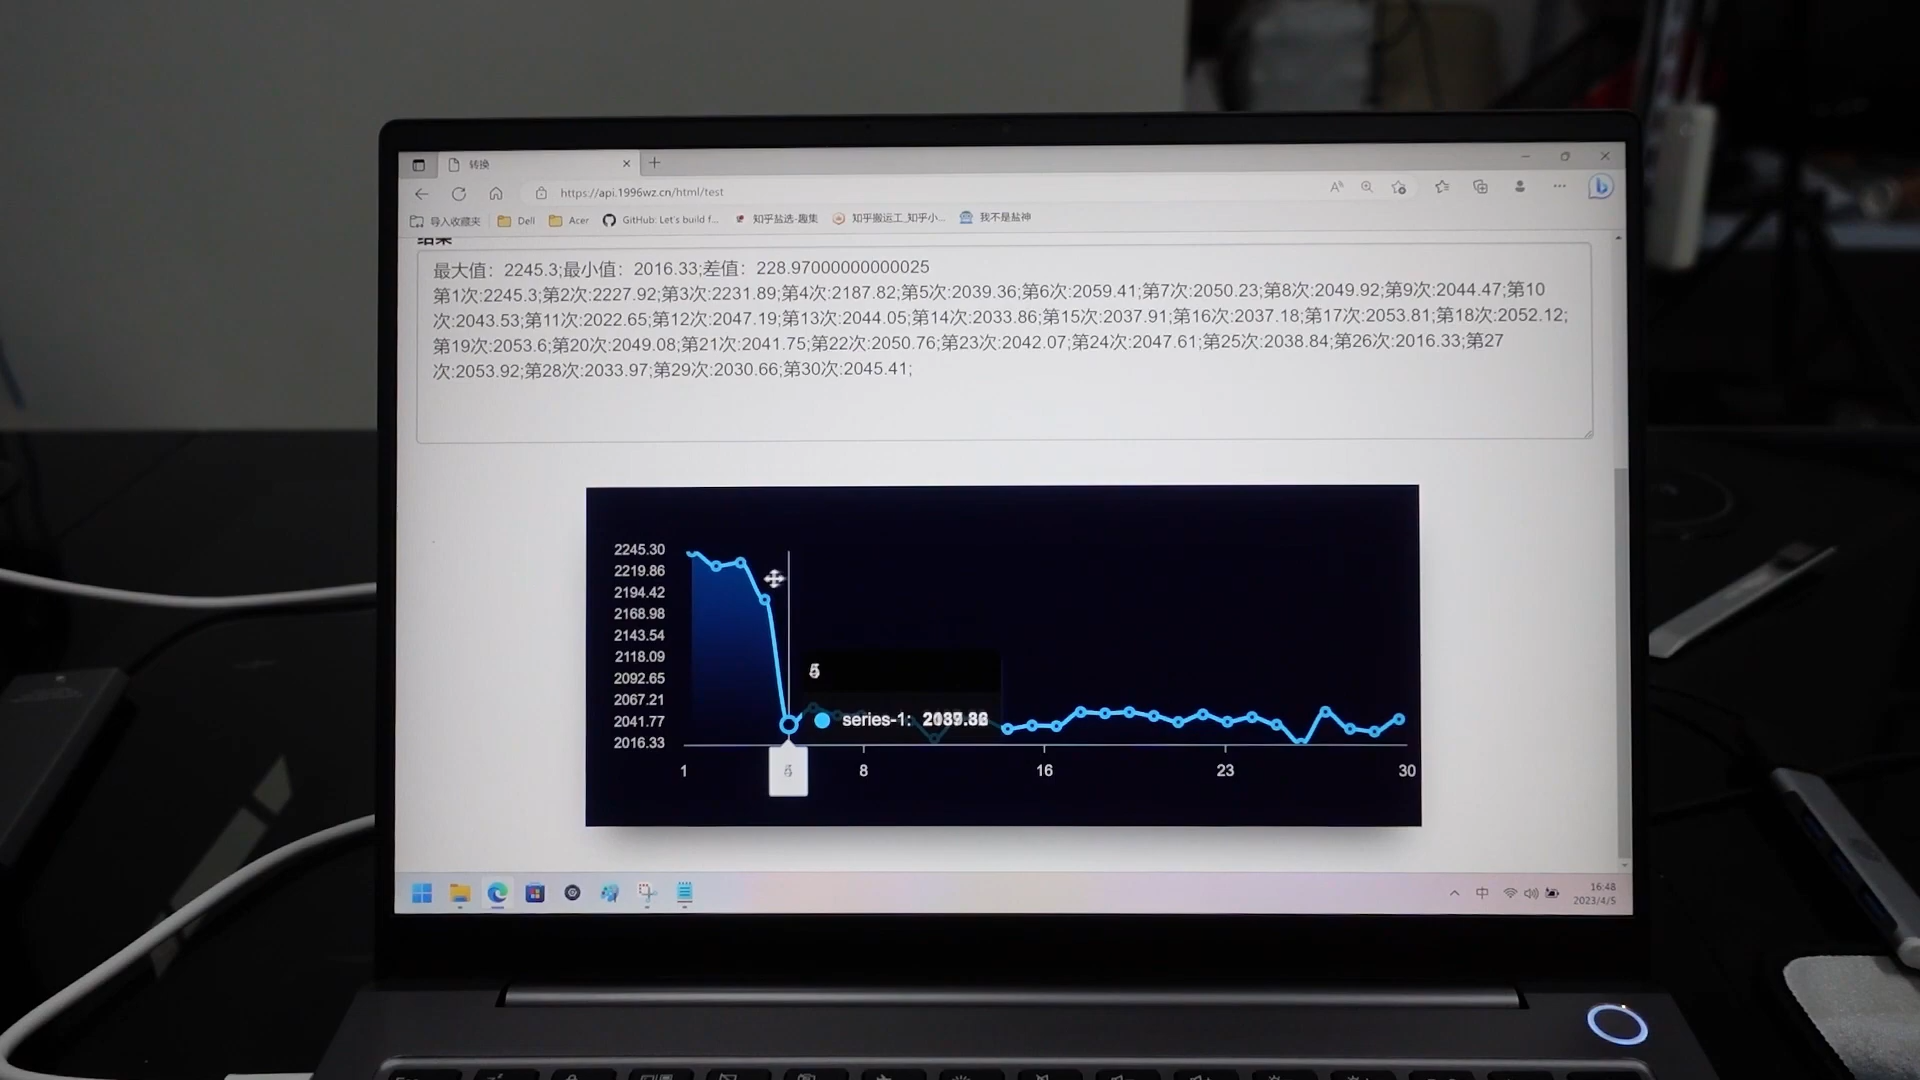 转换
https://api.1996wz.cn/html/test
导入收藏夹 Dell Acer GitHub: Let's build f... 知乎盐选-趣集 知乎搬运工_知乎小... 我不是盐神
结果
最大值：2245.3;最小值：2016.33;差值：228.97000000000025
第1次:2245.3;第2次:2227.92;第3次:2231.89;第4次:2187.82;第5次:2039.36;第6次:2059.41;第7次:2050.23;第8次:2049.92;第9次:2044.47;第10
次:2043.53;第11次:2022.65;第12次:2047.19;第13次:2044.05;第14次:2033.86;第15次:2037.91;第16次:2037.18;第17次:2053.81;第18次:2052.12;
第19次:2053.6;第20次:2049.08;第21次:2041.75;第22次:2050.76;第23次:2042.07;第24次:2047.61;第25次:2038.84;第26次:2016.33;第27
次:2053.92;第28次:2033.97;第29次:2030.66;第30次:2045.41;
2245.30
2219.86
2194.42
2168.98
2143.54
2118.09
2092.65
2067.21
2041.77
2016.33
series-1:
1 8 16 23 30
中
16:48
2023/4/5